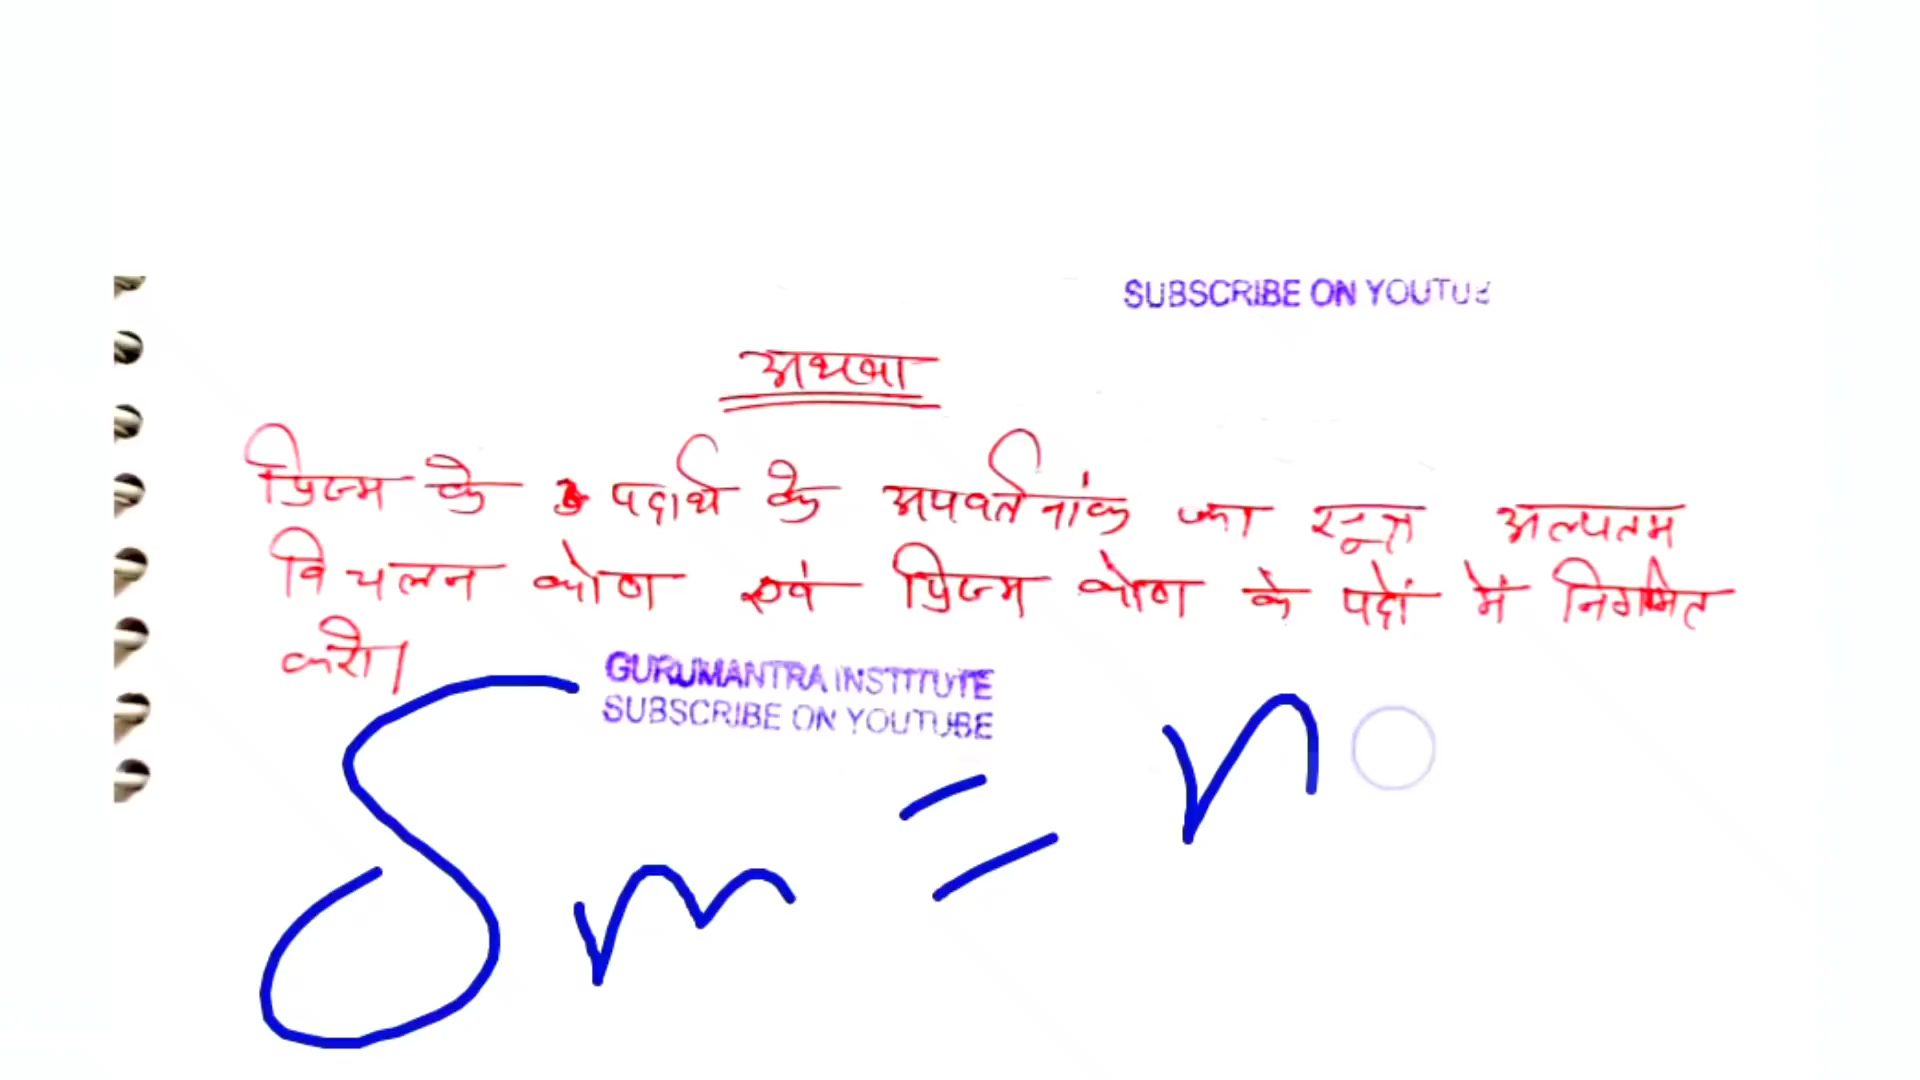 SUBSCRIBE ON YOUTUB
अथवा
प्रिज्म के पदार्थ के अपवर्तनांक का सूत्र अल्पतम
विचलन कोण एवं प्रिज्म कोण के पदों में निगमित
करो।
GURUMANTRA INSTITUTE
SUBSCRIBE ON YOUTUBE
δm = n